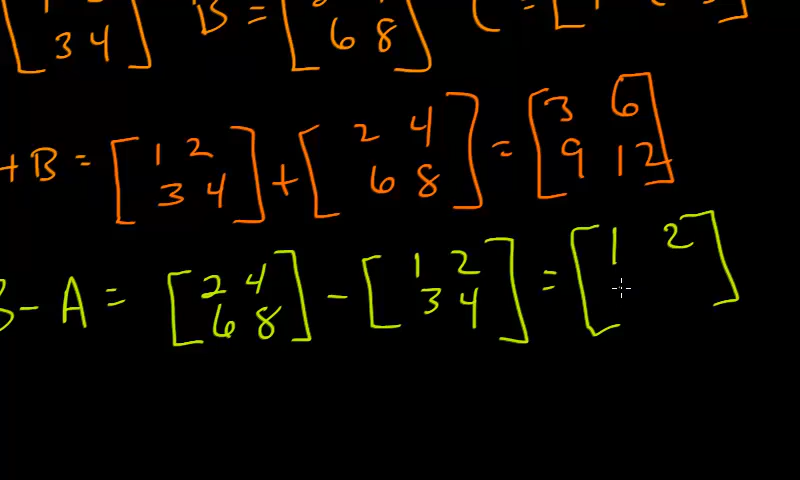 3 4 B = 6 8
+ B = [1 2 3 4] + [2 4 6 8] = [3 6 9 12]
B - A = [2 4 6 8] - [1 2 3 4] = [1 2